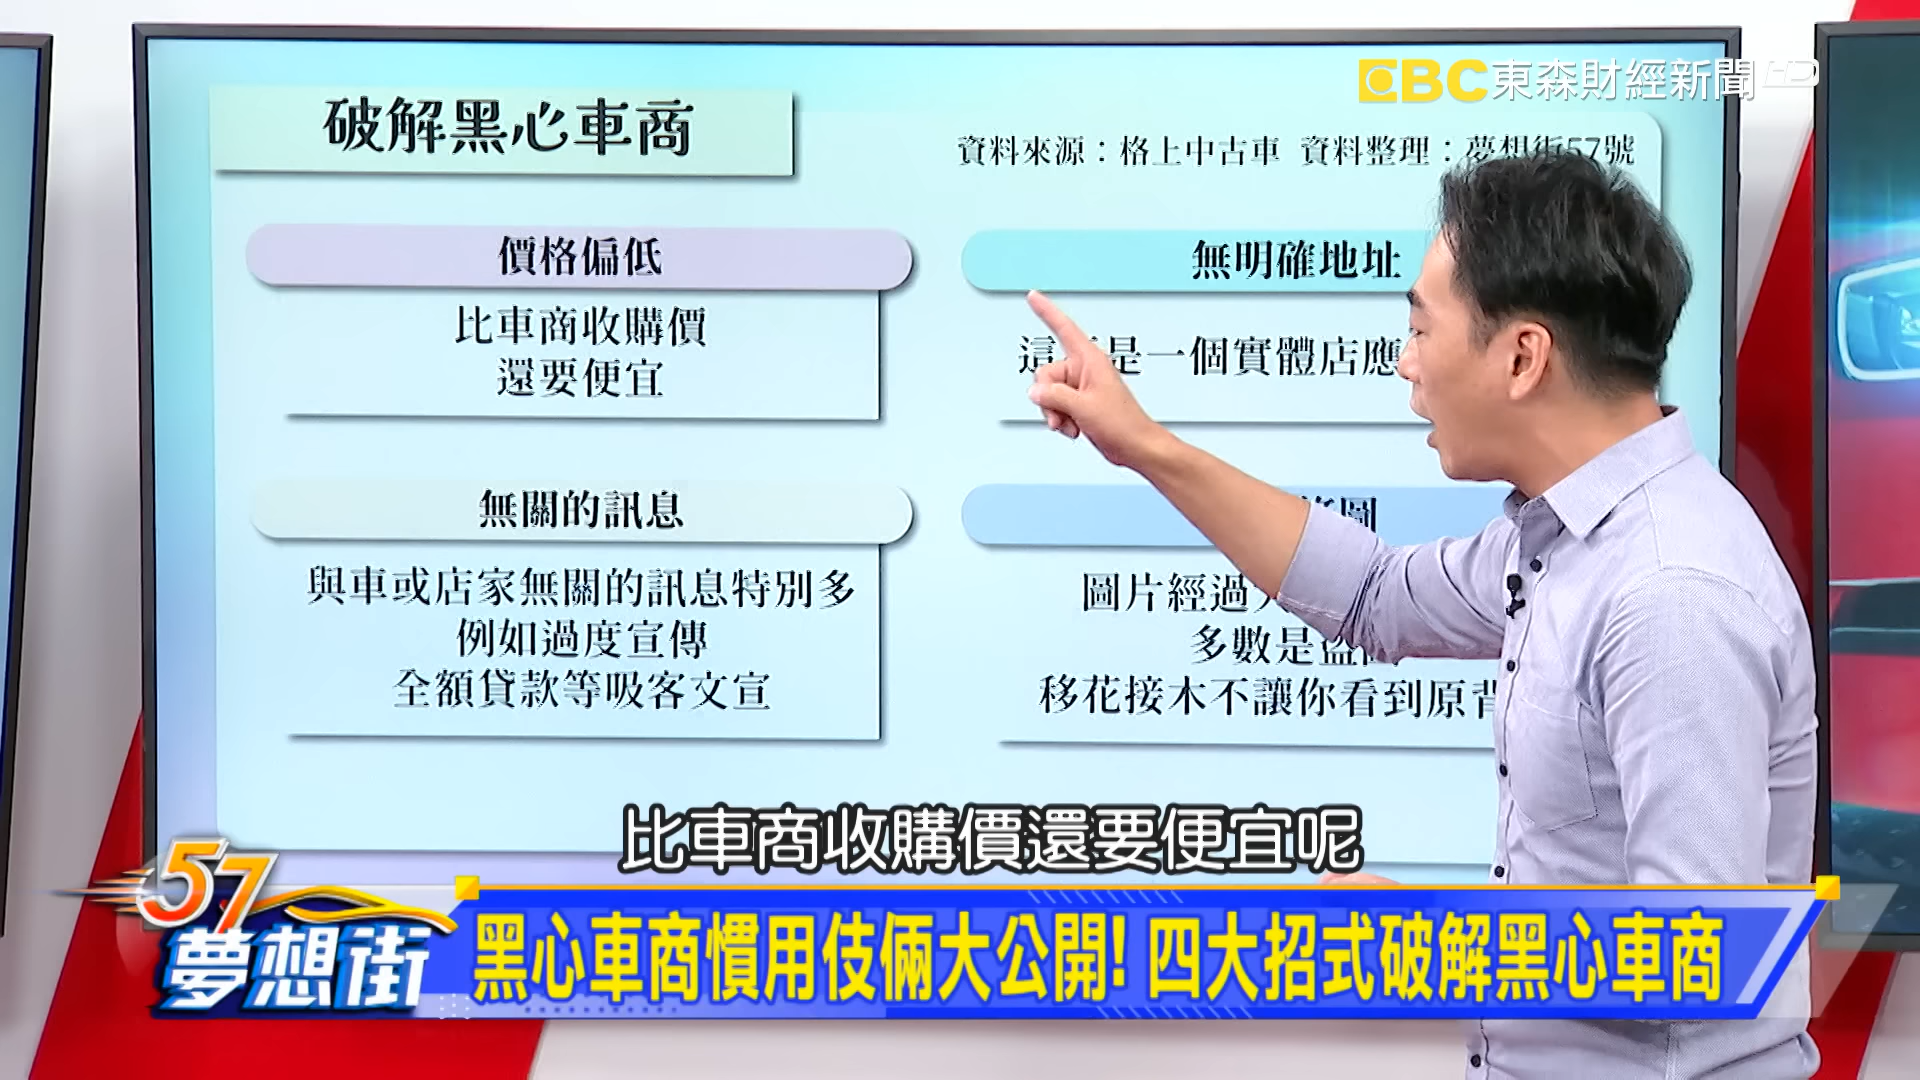 EBC東森財經新聞HD
破解黑心車商
資料來源：格上中古車 資料整理：夢想街57號
價格偏低
比車商收購價
還要便宜
無明確地址
這 是一個實體店應
無關的訊息
與車或店家無關的訊息特別多
例如過度宣傳
全額貸款等吸客文宣
圖
圖片經過
多數是盜
移花接木不讓你看到原
比車商收購價還要便宜呢
57
夢想街
黑心車商慣用伎倆大公開! 四大招式破解黑心車商